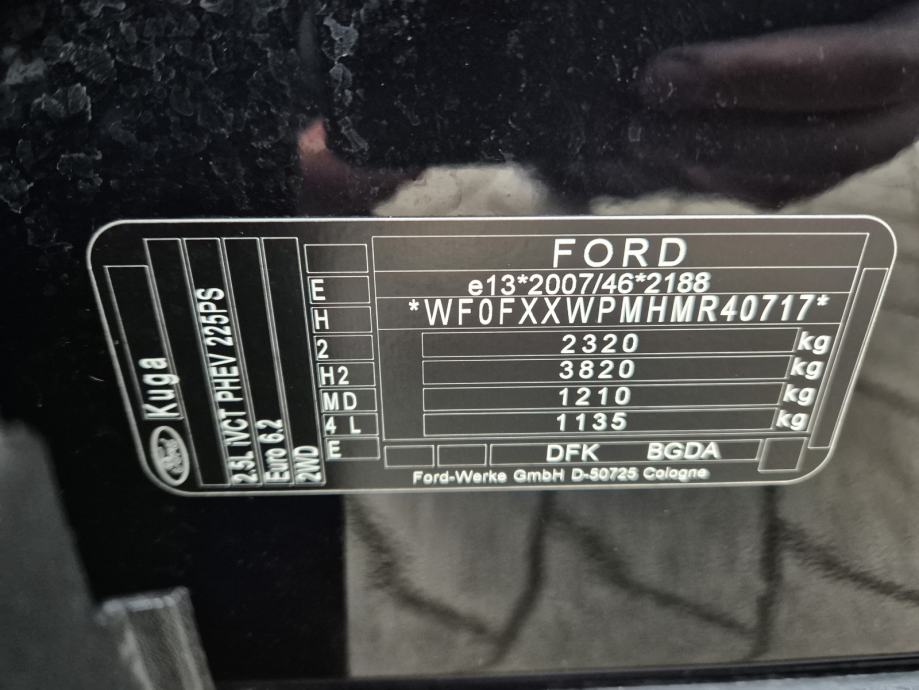 FORD
e13*2007/46*2188
*WF0FXXWPMHMR40717*
2320 kg
3820 kg
1210 kg
1135 kg
DFK BGDA
Ford-Werke GmbH D-50725 Cologne
E
H
2
H2
MD
4 L
E
Ford
Kuga
2.5L iVCT PHEV 225PS
Euro 6.2
2WD